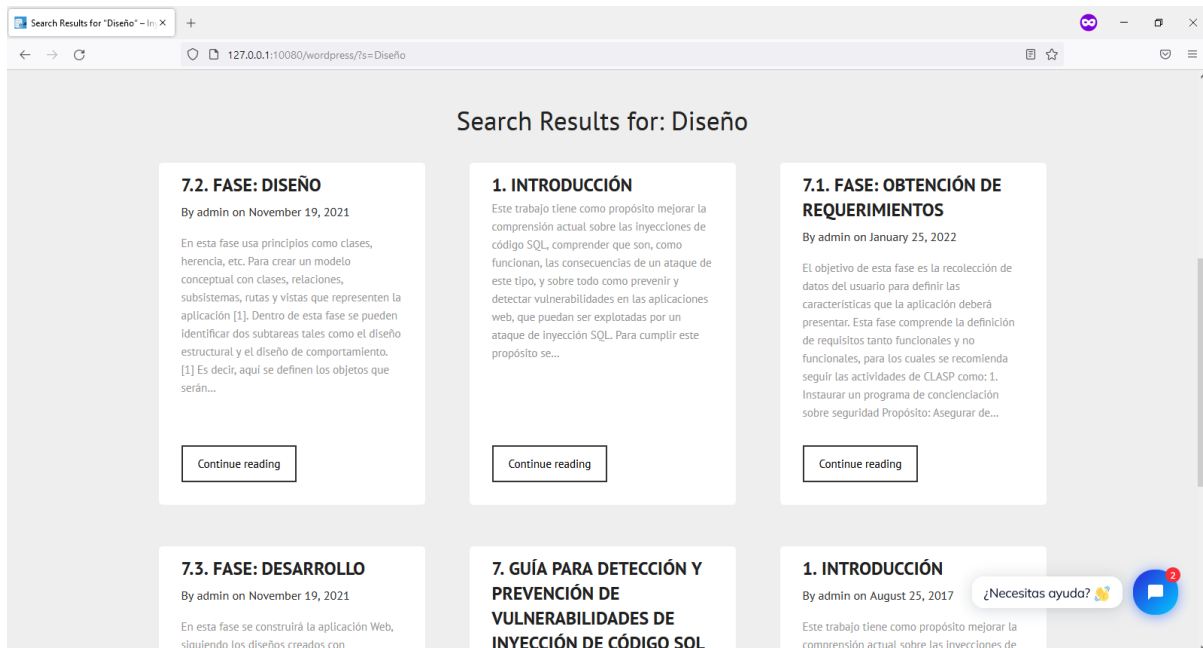 Search Results for "Diseño" – In
127.0.0.1:10080/wordpress/?s=Diseño
Search Results for: Diseño
7.2. FASE: DISEÑO
By admin on November 19, 2021
En esta fase usa principios como clases,
herencia, etc. Para crear un modelo
conceptual con clases, relaciones,
subsistemas, rutas y vistas que representen la
aplicación [1]. Dentro de esta fase se pueden
identificar dos subtareas tales como el diseño
estructural y el diseño de comportamiento.
[1] Es decir, aquí se definen los objetos que
serán...
Continue reading
1. INTRODUCCIÓN
Este trabajo tiene como propósito mejorar la
comprensión actual sobre las inyecciones de
código SQL, comprender que son, como
funcionan, las consecuencias de un ataque de
este tipo, y sobre todo como prevenir y
detectar vulnerabilidades en las aplicaciones
web, que puedan ser explotadas por un
ataque de inyección SQL. Para cumplir este
propósito se...
Continue reading
7.1. FASE: OBTENCIÓN DE
REQUERIMIENTOS
By admin on January 25, 2022
El objetivo de esta fase es la recolección de
datos del usuario para definir las
características que la aplicación deberá
presentar. Esta fase comprende la definición
de requisitos tanto funcionales y no
funcionales, para los cuales se recomienda
seguir las actividades de CLASP como: 1.
Instaurar un programa de concienciación
sobre seguridad Propósito: Asegurar de...
Continue reading
7.3. FASE: DESARROLLO
By admin on November 19, 2021
En esta fase se construirá la aplicación Web,
siguiendo los diseños creados con
7. GUÍA PARA DETECCIÓN Y
PREVENCIÓN DE
VULNERABILIDADES DE
INYECCIÓN DE CÓDIGO SQL
1. INTRODUCCIÓN
By admin on August 25, 2017
Este trabajo tiene como propósito mejorar la
comprensión actual sobre las inyecciones de
¿Necesitas ayuda? 👋
2